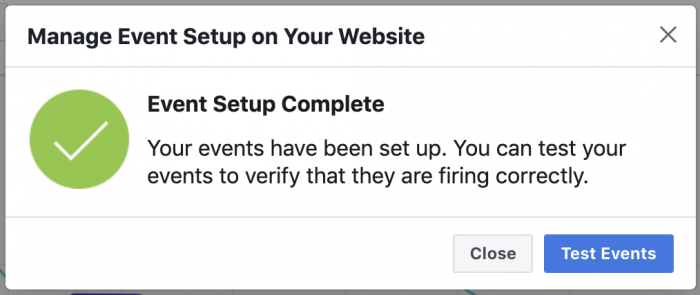 Manage Event Setup on Your Website
Event Setup Complete
Your events have been set up. You can test your
events to verify that they are firing correctly.
Close
Test Events